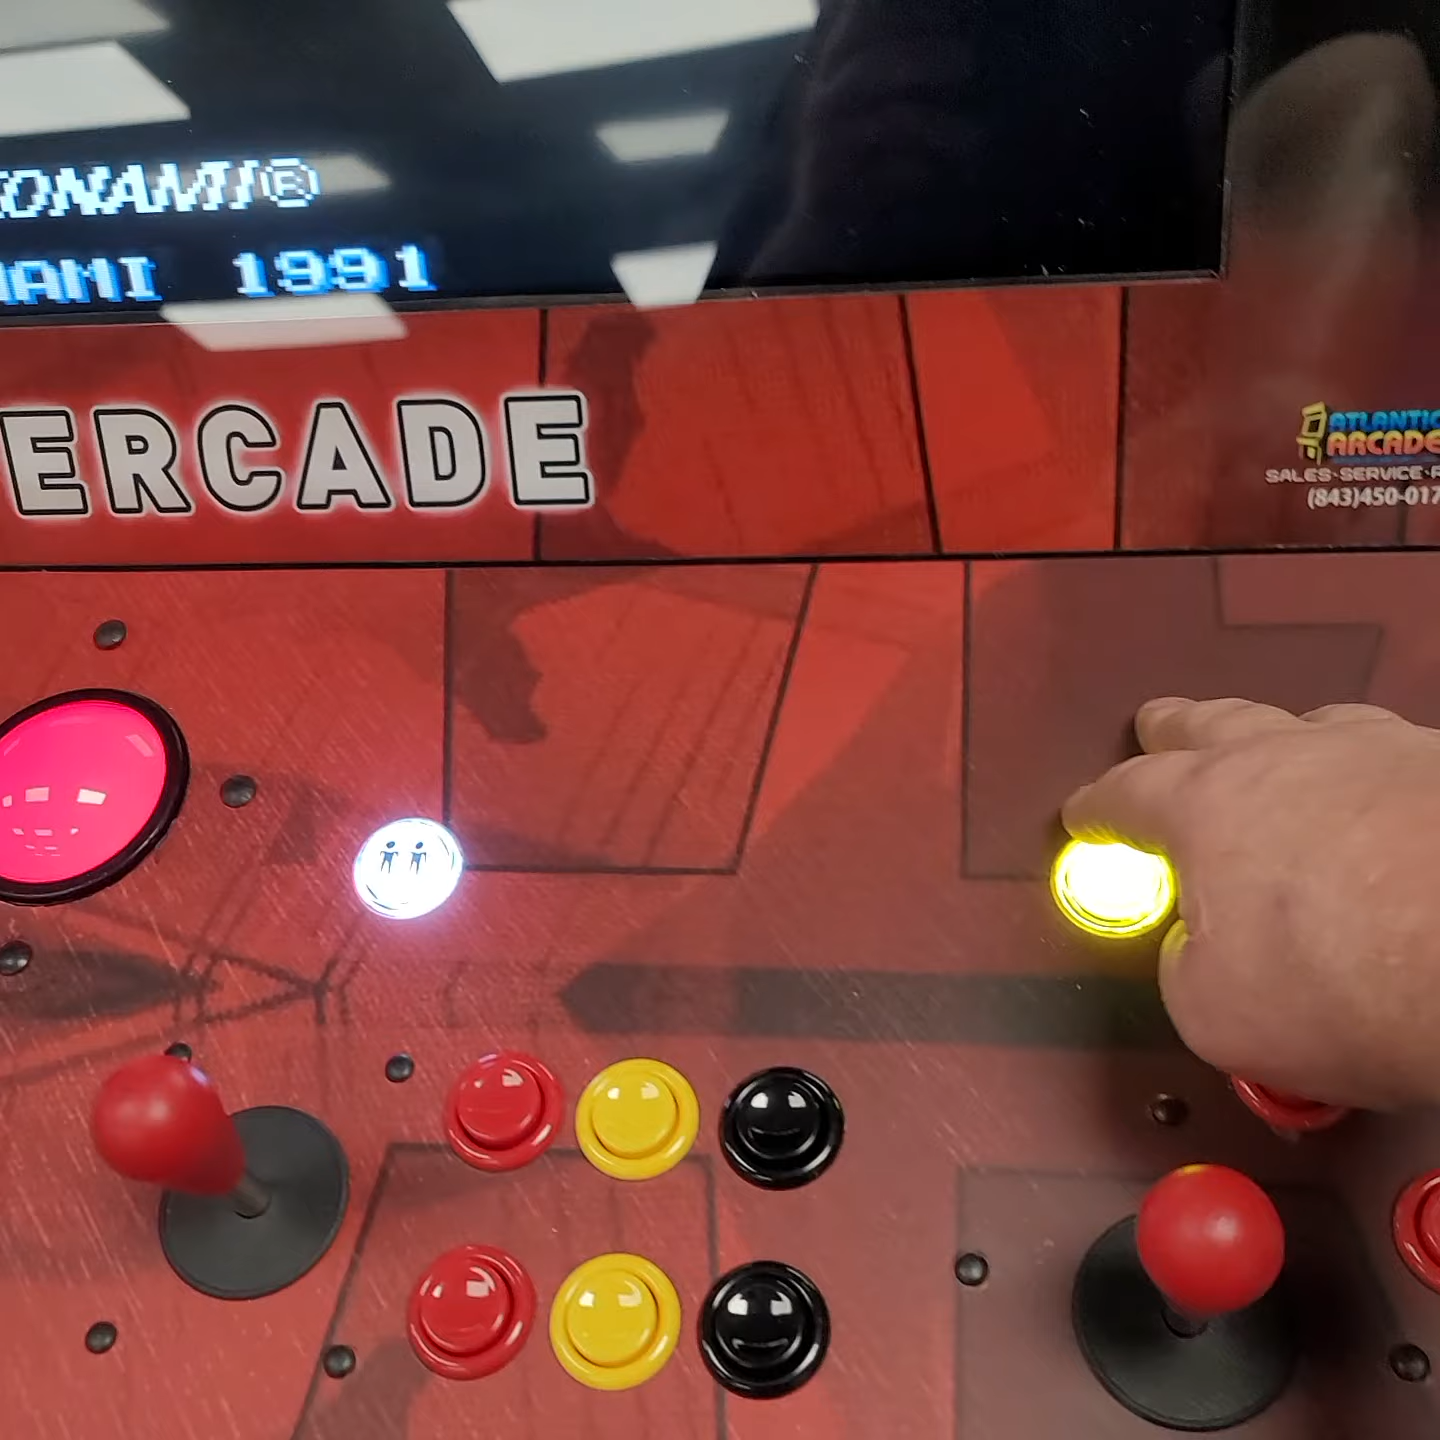 ONAMI®
NAMI 1991
ERCADE
ATLANTIC
ARCADE
SALES·SERVICE·R
(843)450-017